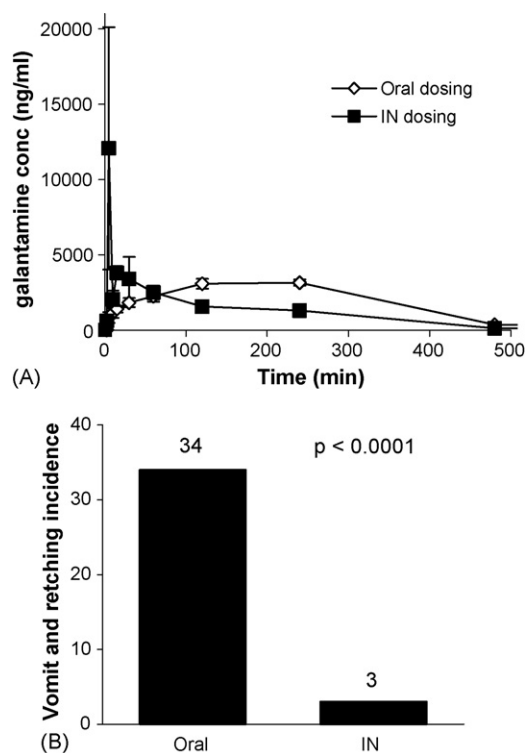 20000
15000
10000
5000
0
galantamine conc (ng/ml)
Oral dosing
IN dosing
0 100 200 300 400 500
Time (min)
(A)
40
30
20
10
0
Vomit and retching incidence
34
p < 0.0001
3
Oral IN
(B)